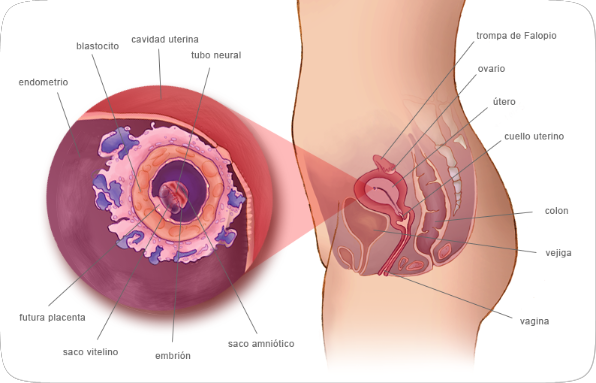 cavidad uterina
blastocito
tubo neural
endometrio
futura placenta
saco vitelino
embrión
saco amniótico
trompa de Falopio
ovario
útero
cuello uterino
colon
vejiga
vagina